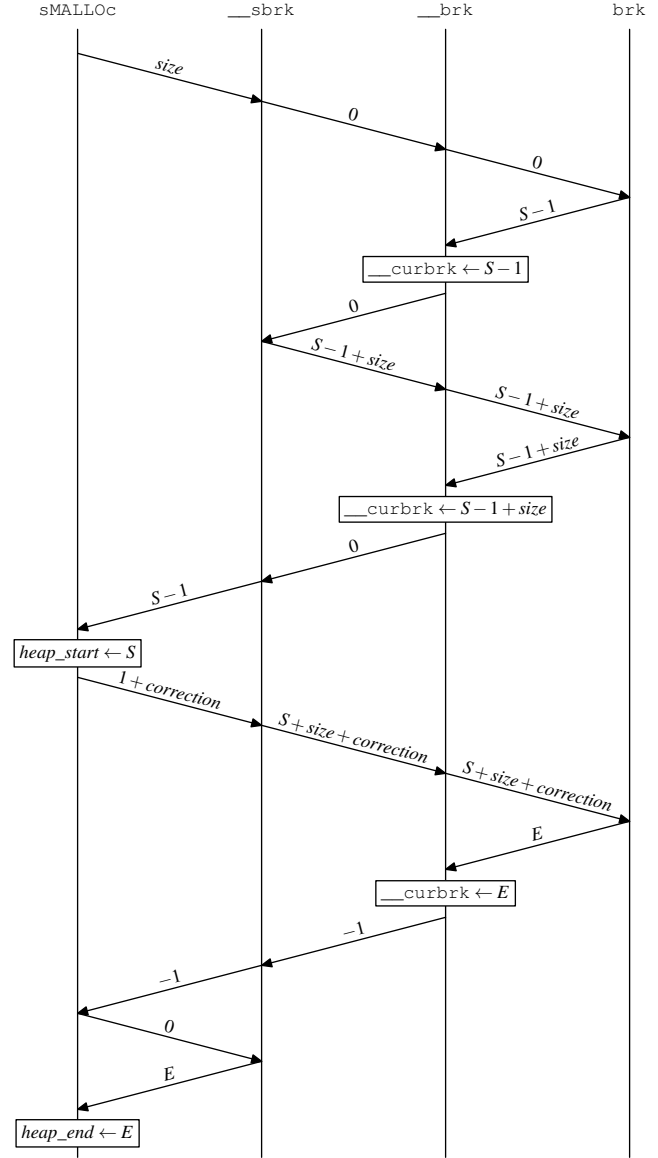 sMALLOc __sbrk __brk brk
size
0
0
S−1
__curbrk ← S−1
0
S−1+size
S−1+size
S−1+size
__curbrk ← S−1+size
0
S−1
heap_start ← S
1+correction
S+size+correction
S+size+correction
E
__curbrk ← E
−1
−1
0
E
heap_end ← E